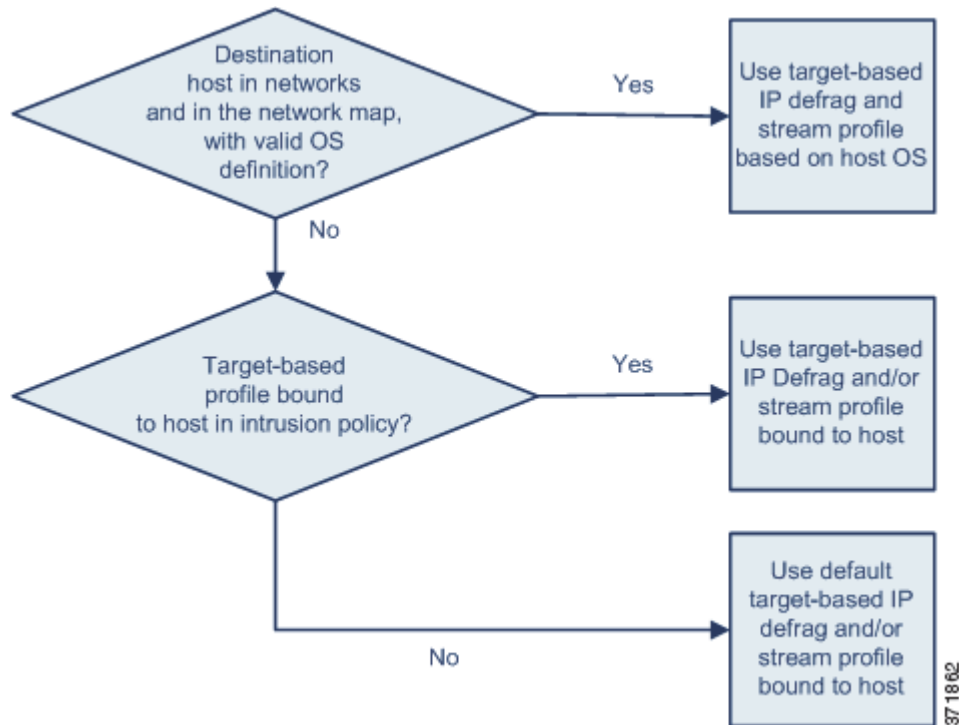 Destination
host in networks
and in the network map,
with valid OS
definition?
Yes
Use target-based
IP defrag and
stream profile
based on host OS
No
Target-based
profile bound
to host in intrusion policy?
Yes
Use target-based
IP Defrag and/or
stream profile
bound to host
No
Use default
target-based IP
defrag and/or
stream profile
bound to host
371862